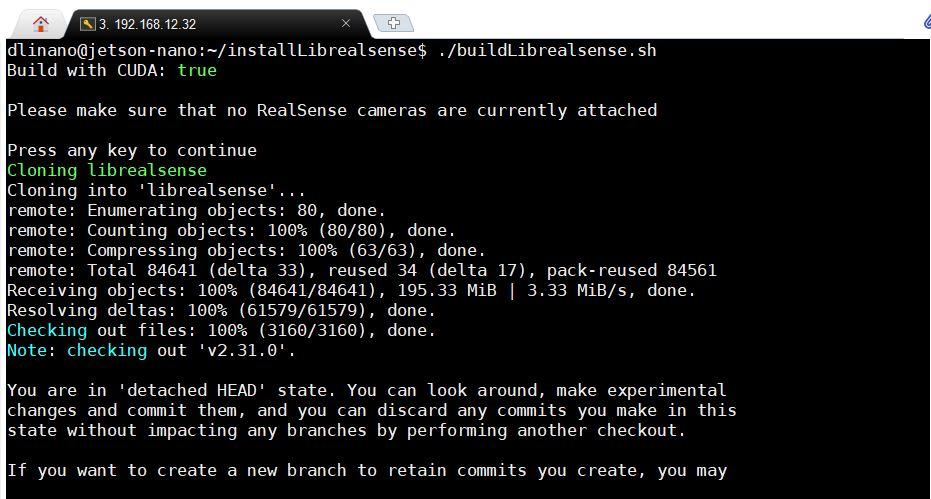 3. 192.168.12.32
dlinano@jetson-nano:~/installLibrealsense$ ./buildLibrealsense.sh
Build with CUDA: true
Please make sure that no RealSense cameras are currently attached
Press any key to continue
Cloning librealsense
Cloning into 'librealsense'...
remote: Enumerating objects: 80, done.
remote: Counting objects: 100% (80/80), done.
remote: Compressing objects: 100% (63/63), done.
remote: Total 84641 (delta 33), reused 34 (delta 17), pack-reused 84561
Receiving objects: 100% (84641/84641), 195.33 MiB | 3.33 MiB/s, done.
Resolving deltas: 100% (61579/61579), done.
Checking out files: 100% (3160/3160), done.
Note: checking out 'v2.31.0'.
You are in 'detached HEAD' state. You can look around, make experimental
changes and commit them, and you can discard any commits you make in this
state without impacting any branches by performing another checkout.
If you want to create a new branch to retain commits you create, you may